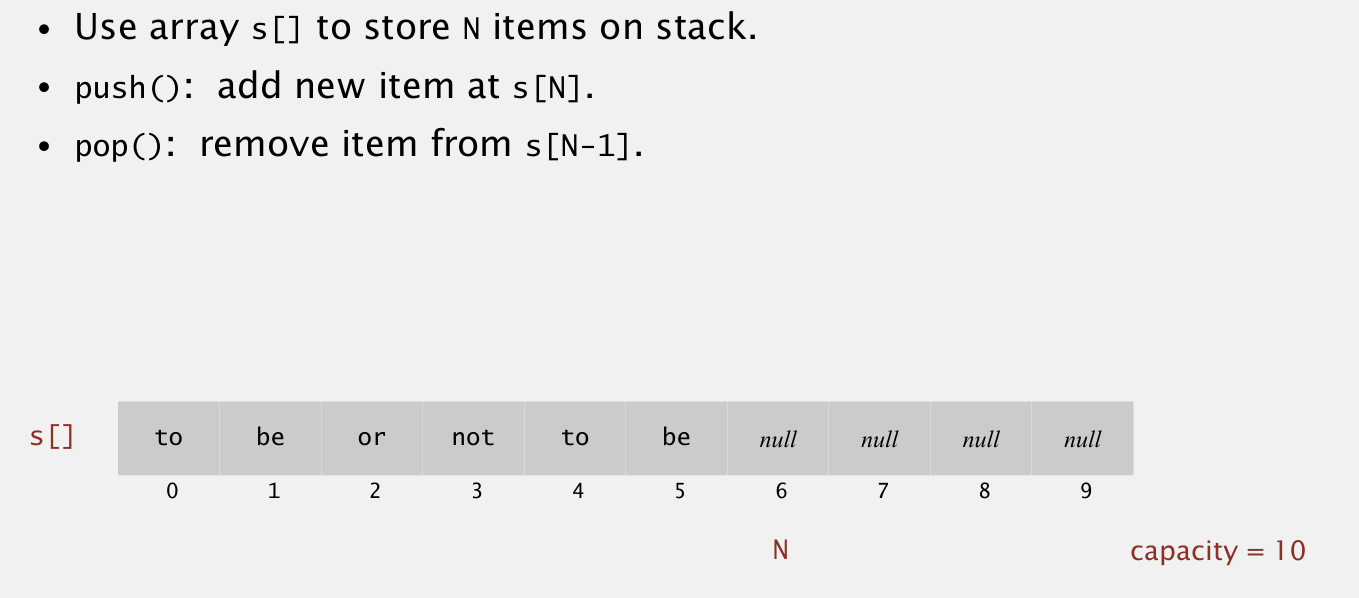 • Use array s[] to store N items on stack.
• push(): add new item at s[N].
• pop(): remove item from s[N-1].
s[] to be or not to be null null null null
0 1 2 3 4 5 6 7 8 9
N capacity = 10